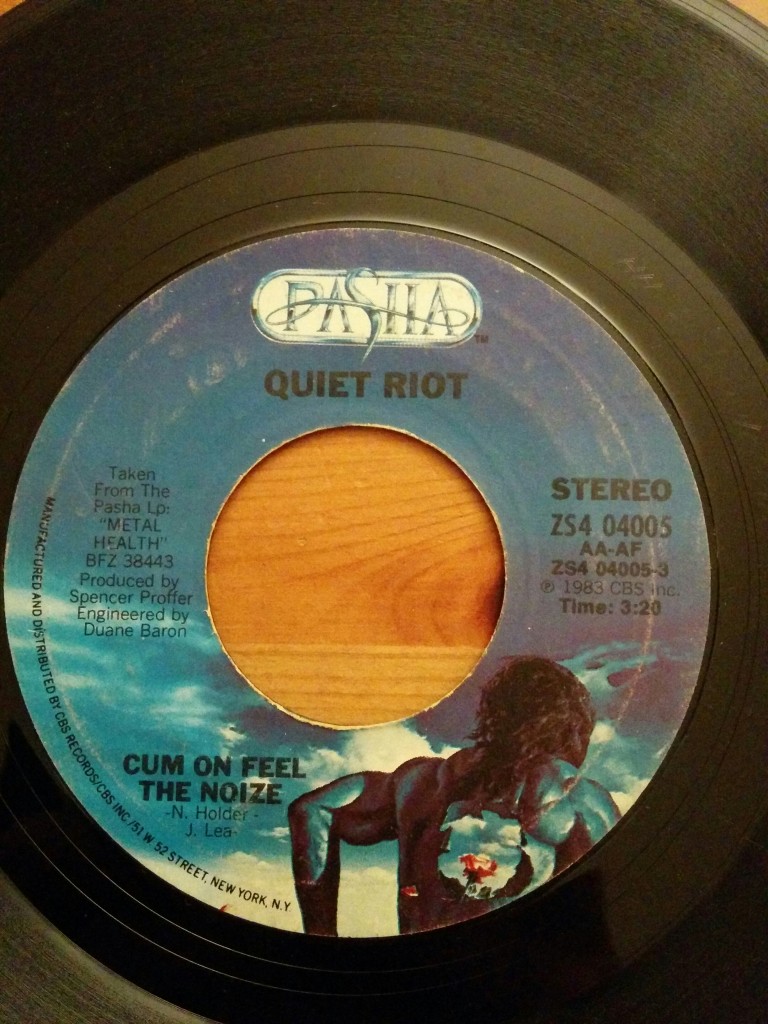 PASHA
TM
QUIET RIOT
Taken
From The
Pasha Lp:
"METAL
HEALTH"
BFZ 38443
Produced by
Spencer Proffer
Engineered by
Duane Baron
STEREO
ZS4 04005
AA-AF
ZS4 04005-3
℗ 1983 CBS Inc.
Time: 3:20
CUM ON FEEL
THE NOIZE
-N. Holder -
J. Lea-
MANUFACTURED AND DISTRIBUTED BY CBS RECORDS/CBS INC./51 W 52 STREET, NEW YORK, N.Y.